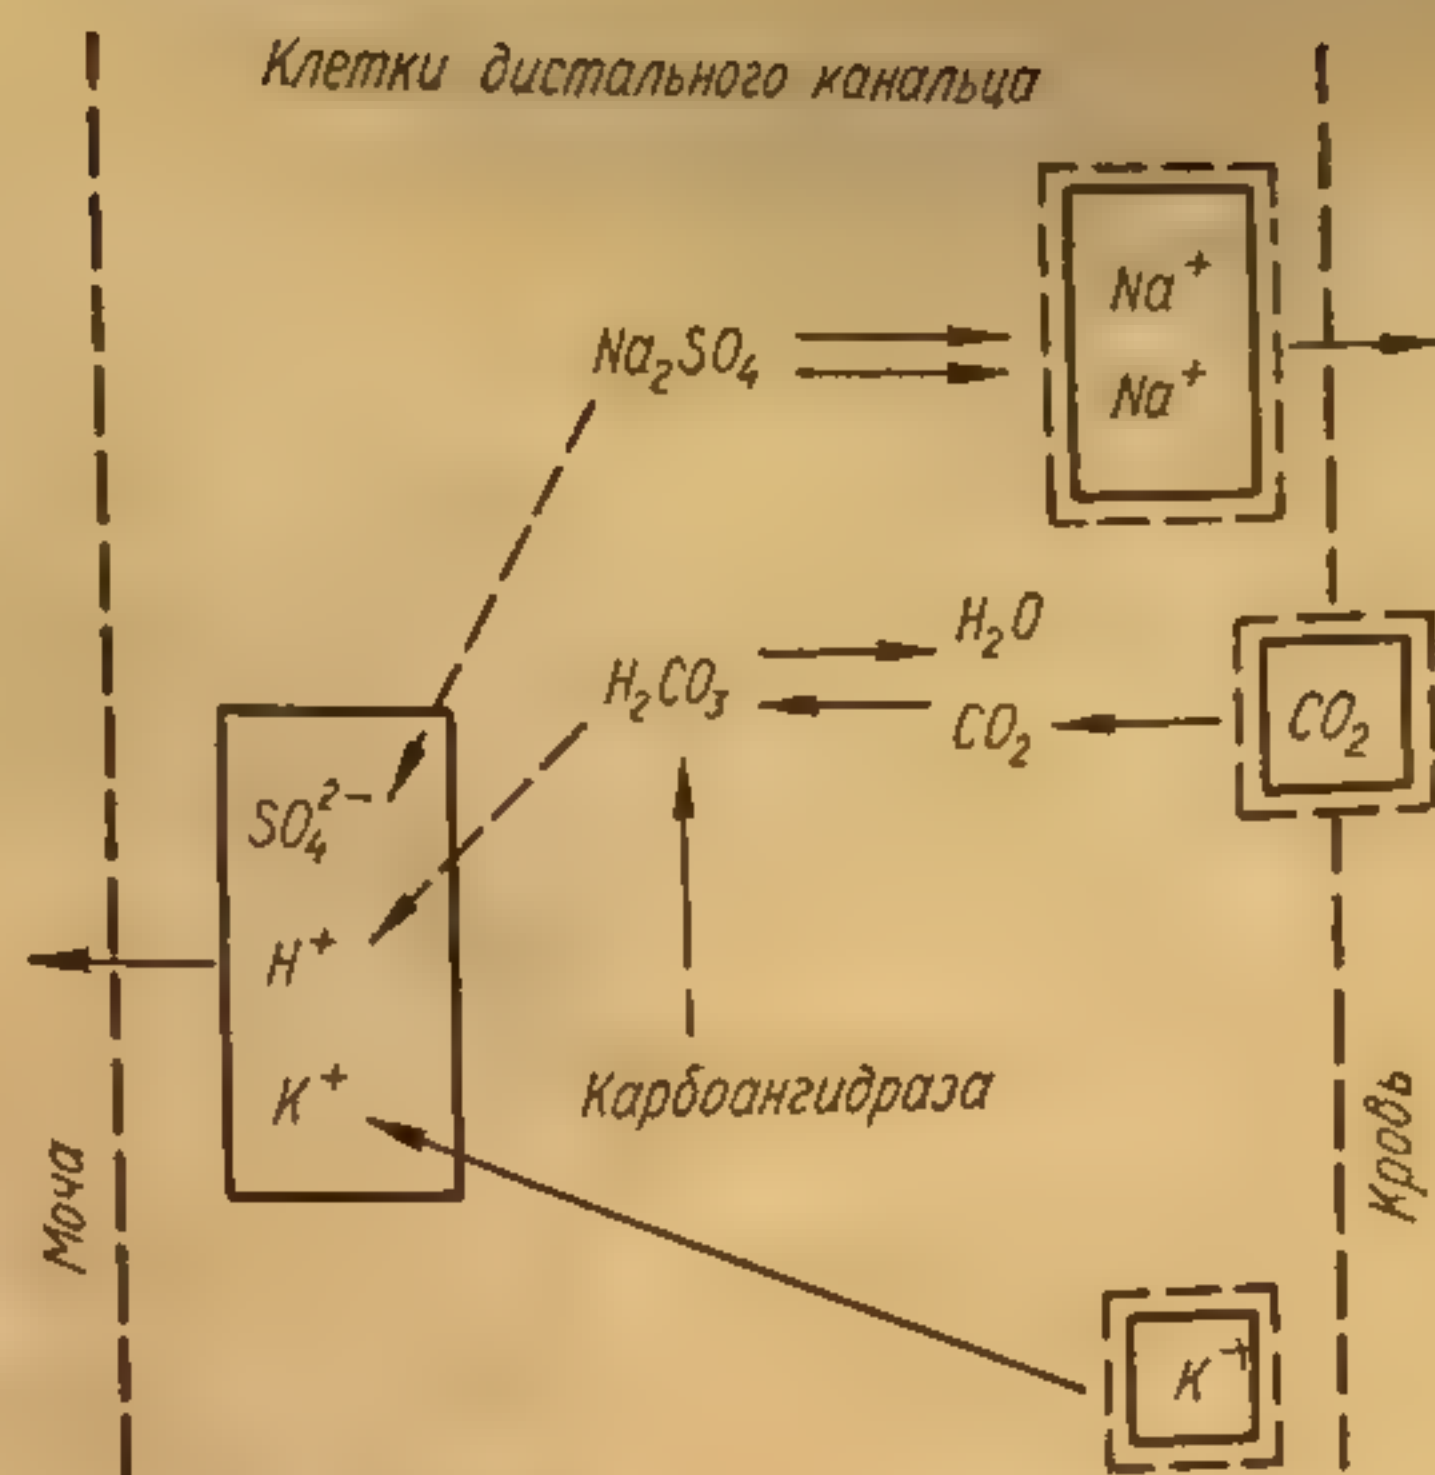 Клетки дистального канальца
Na⁺
Na₂SO₄
Na⁺
H₂O
H₂CO₃
CO₂
CO₂
SO₄²⁻
H⁺
K⁺
Карбоангидраза
Моча
Кровь
K⁺